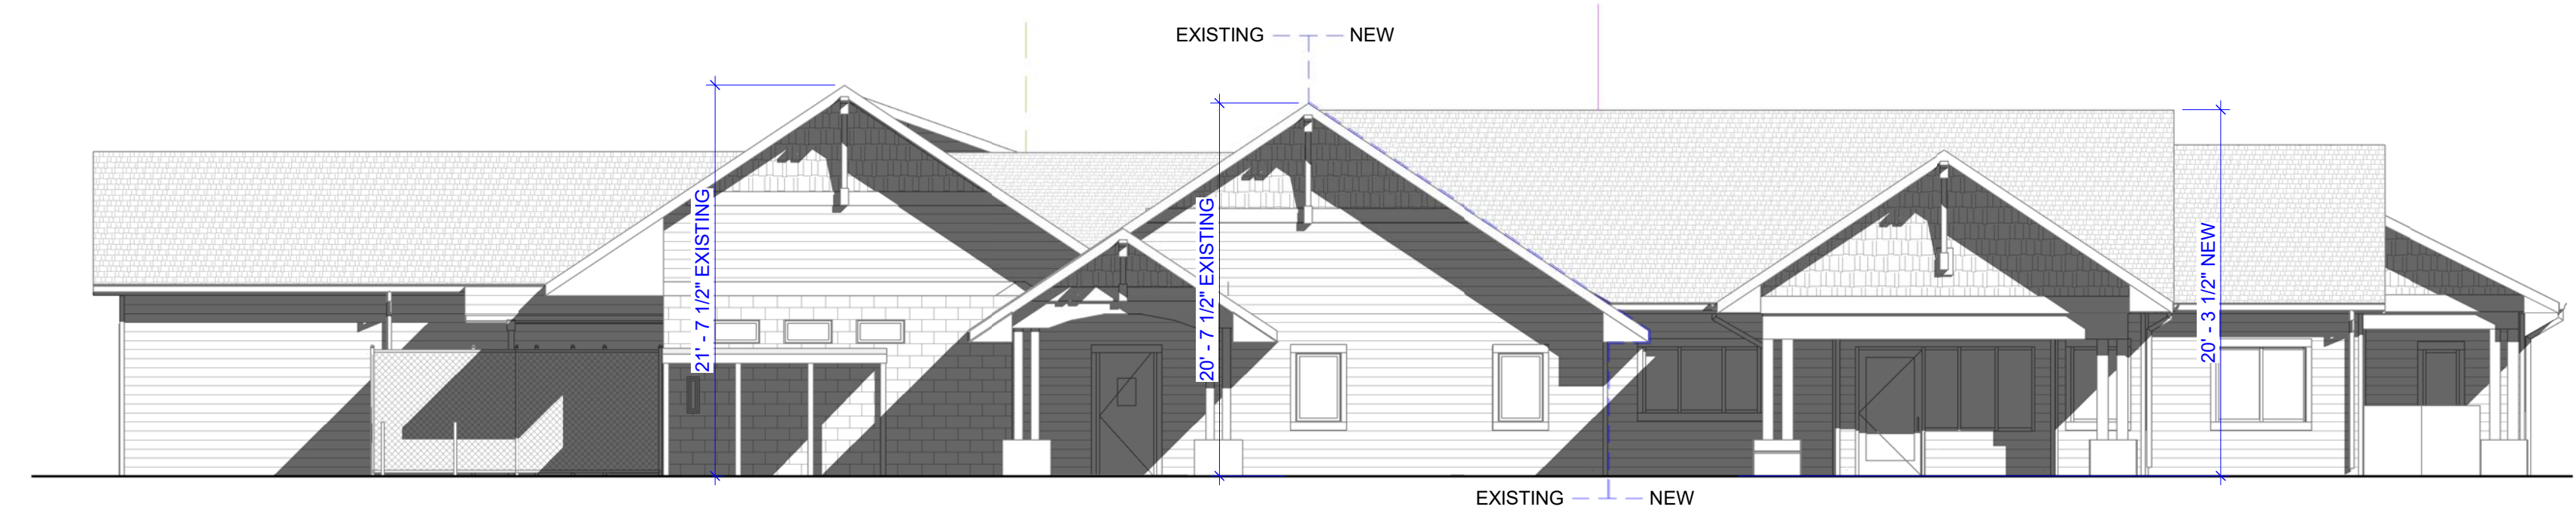 EXISTING NEW
21' - 7 1/2" EXISTING
20' - 7 1/2" EXISTING
20' - 3 1/2" NEW
EXISTING NEW